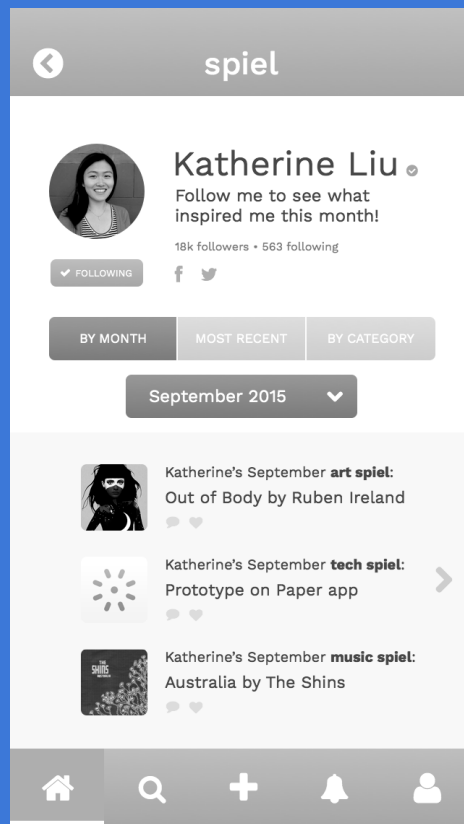 spiel
Katherine Liu
Follow me to see what
inspired me this month!
18k followers • 563 following
FOLLOWING
BY MONTH
MOST RECENT
BY CATEGORY
September 2015
Katherine's September art spiel:
Out of Body by Ruben Ireland
Katherine's September tech spiel:
Prototype on Paper app
THE
SHINS
Katherine's September music spiel:
Australia by The Shins